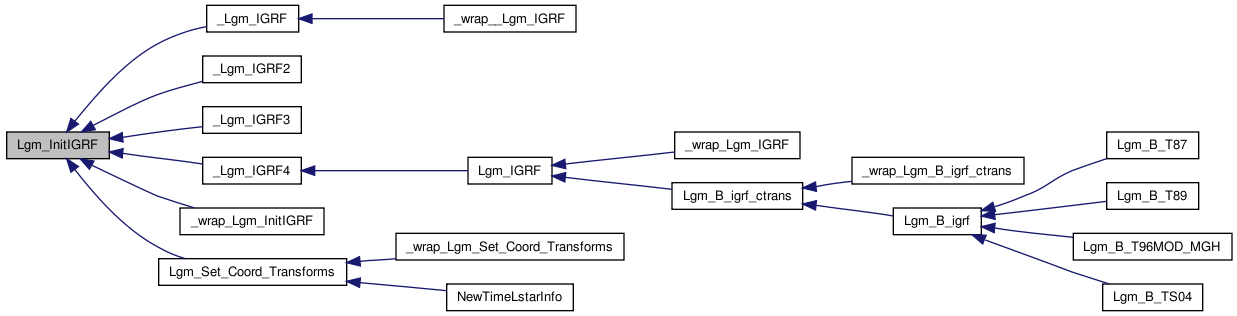 Lgm_InitIGRF
_Lgm_IGRF
_wrap__Lgm_IGRF
_Lgm_IGRF2
_Lgm_IGRF3
_Lgm_IGRF4
Lgm_IGRF
_wrap_Lgm_IGRF
Lgm_B_igrf_ctrans
_wrap_Lgm_B_igrf_ctrans
Lgm_B_igrf
Lgm_B_T87
Lgm_B_T89
Lgm_B_T96MOD_MGH
Lgm_B_TS04
_wrap_Lgm_InitIGRF
Lgm_Set_Coord_Transforms
_wrap_Lgm_Set_Coord_Transforms
NewTimeLstarInfo